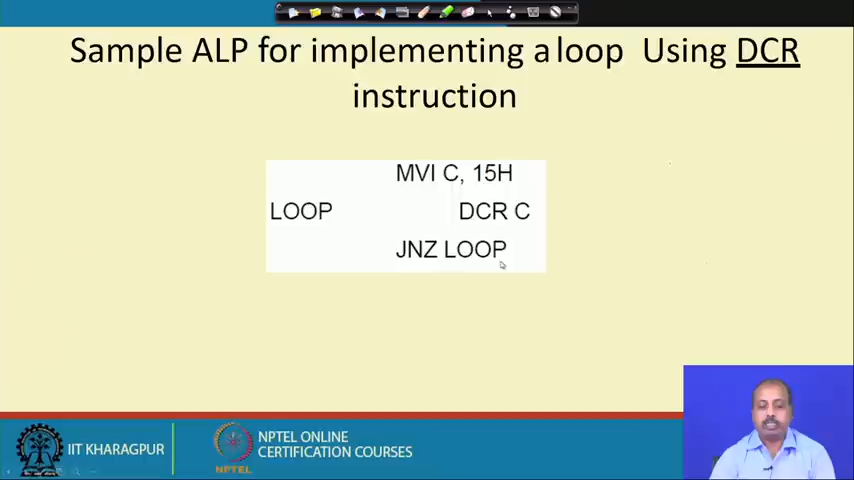 Sample ALP for implementing a loop Using DCR
instruction
MVI C, 15H
LOOP DCR C
JNZ LOOP
IIT KHARAGPUR
NPTEL
NPTEL ONLINE
CERTIFICATION COURSES